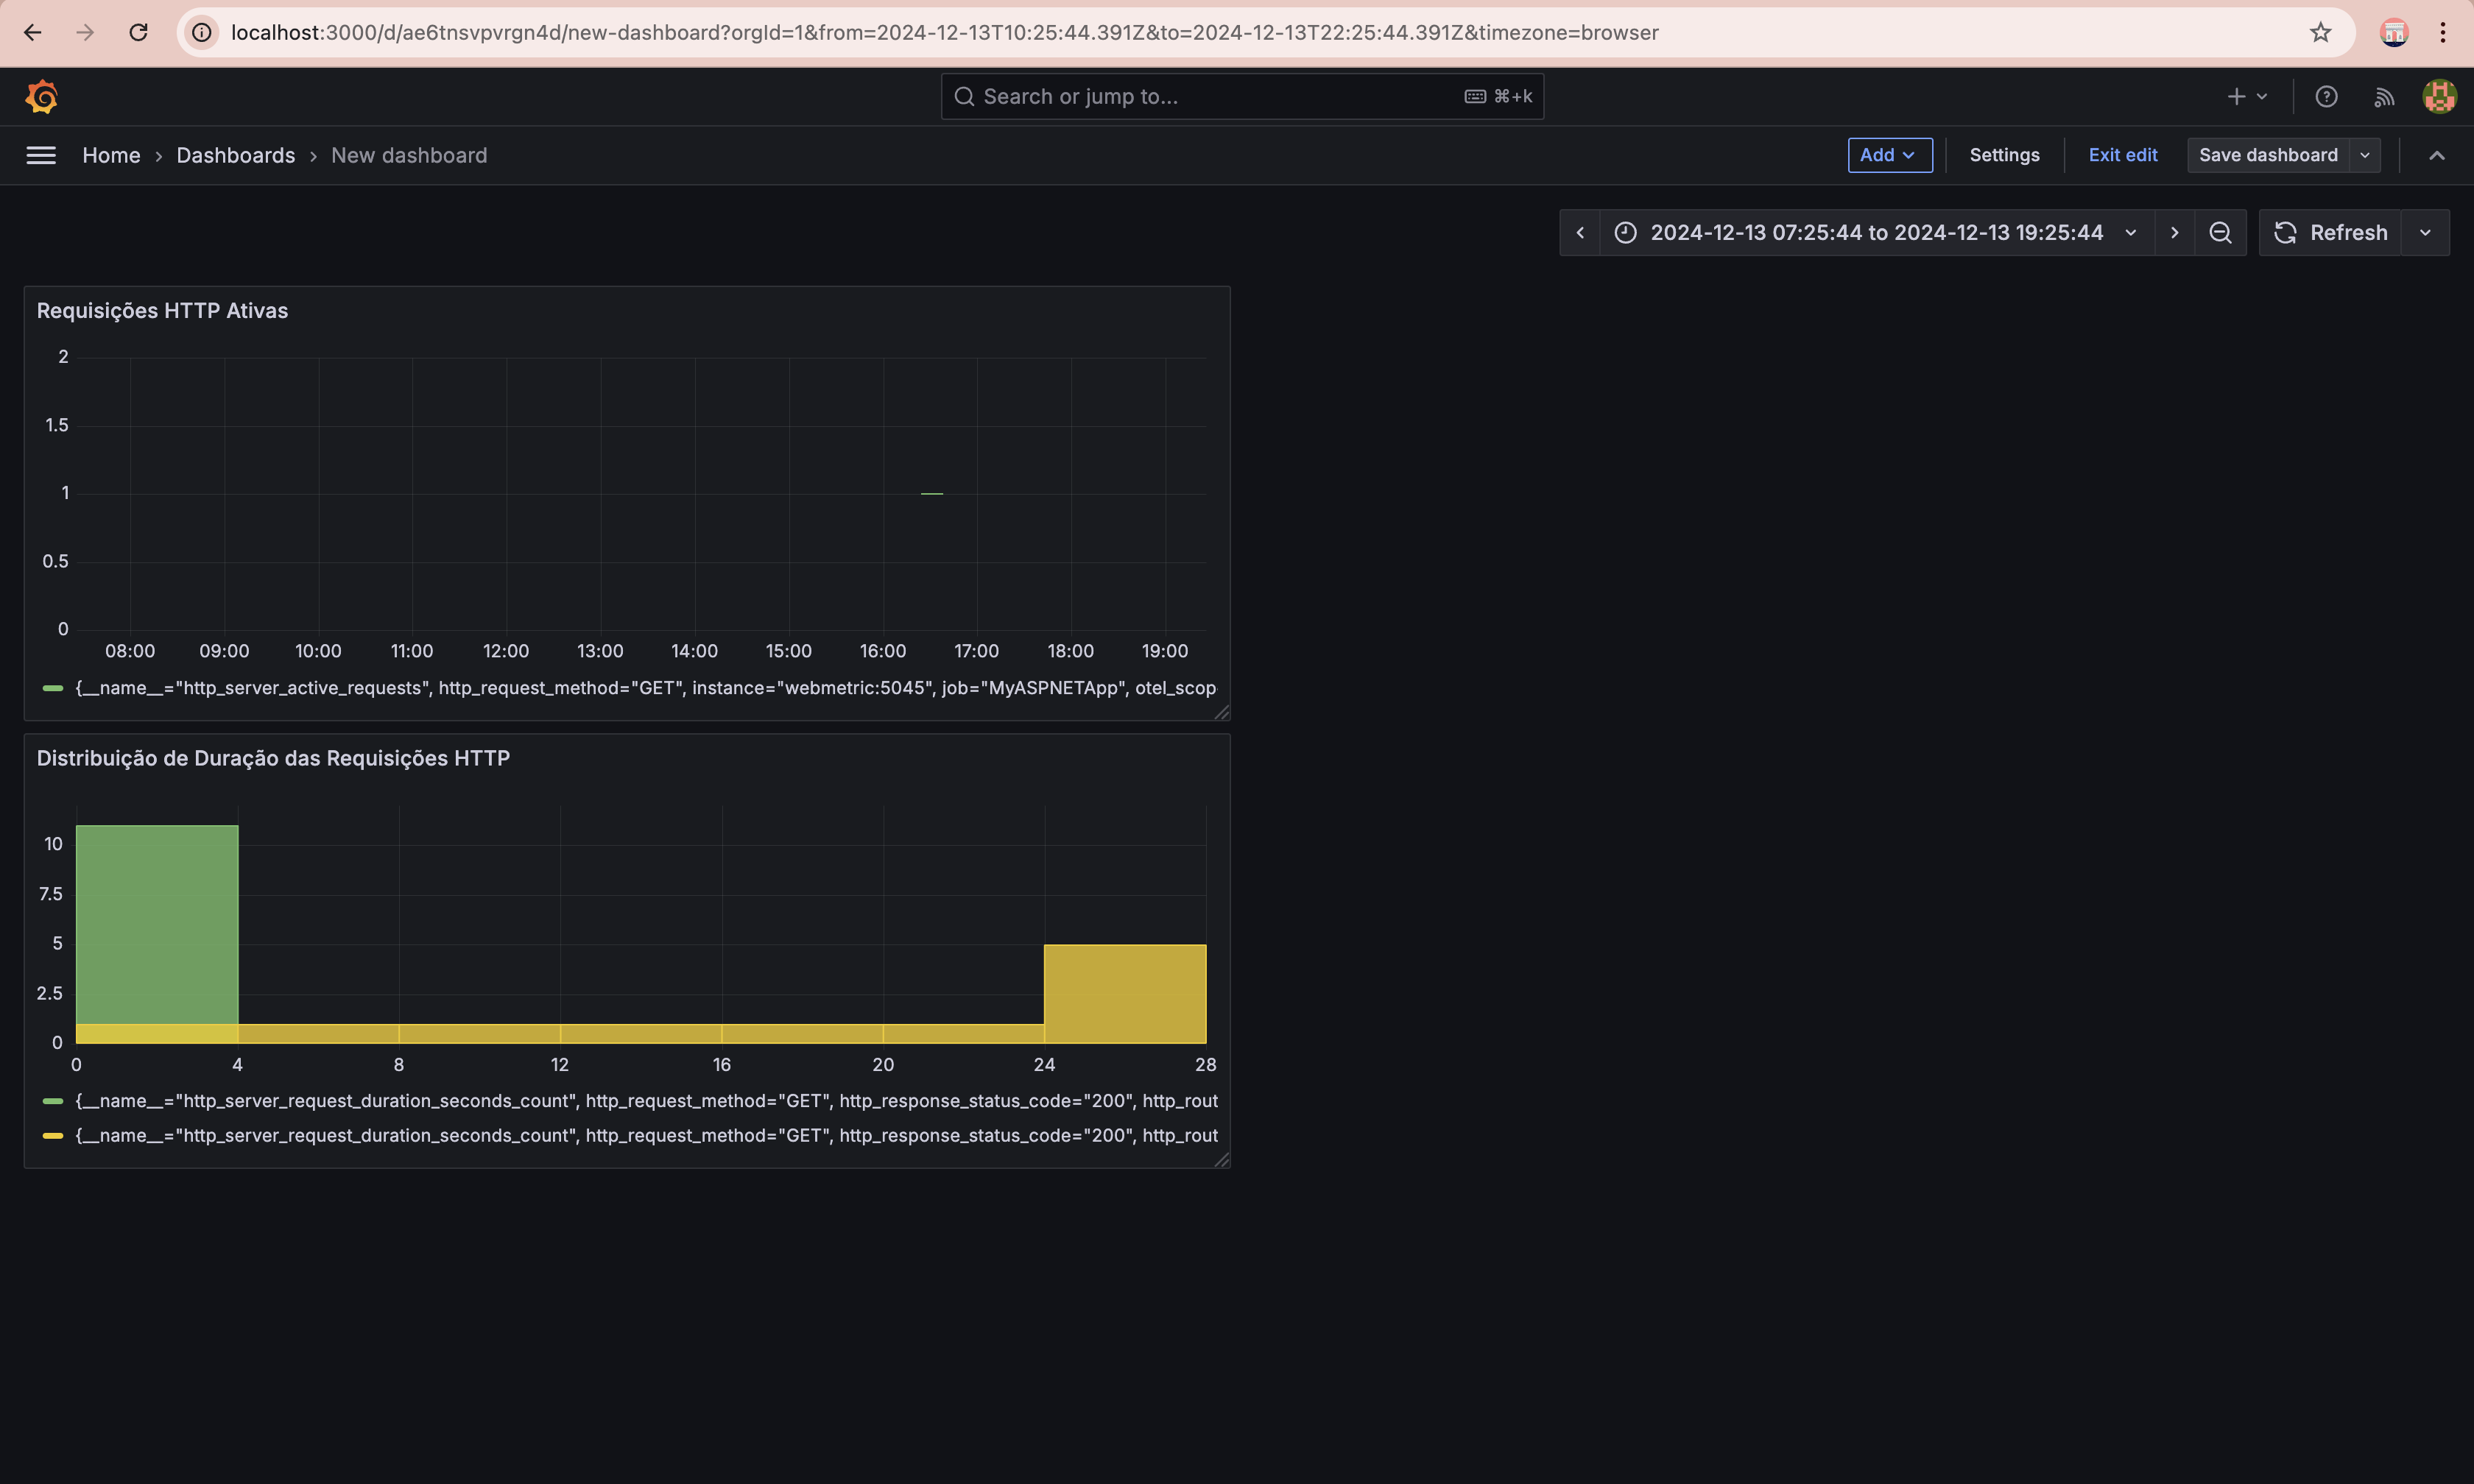 localhost:3000/d/ae6tnsvpvrgn4d/new-dashboard?orgId=1&from=2024-12-13T10:25:44.391Z&to=2024-12-13T22:25:44.391Z&timezone=browser
Search or jump to... ⌘+k
Home › Dashboards › New dashboard
Add Settings Exit edit Save dashboard
2024-12-13 07:25:44 to 2024-12-13 19:25:44 Refresh
Requisições HTTP Ativas
2
1.5
1
0.5
0
08:00 09:00 10:00 11:00 12:00 13:00 14:00 15:00 16:00 17:00 18:00 19:00
{__name__="http_server_active_requests", http_request_method="GET", instance="webmetric:5045", job="MyASPNETApp", otel_scop
Distribuição de Duração das Requisições HTTP
10
7.5
5
2.5
0
0 4 8 12 16 20 24 28
{__name__="http_server_request_duration_seconds_count", http_request_method="GET", http_response_status_code="200", http_rout
{__name__="http_server_request_duration_seconds_count", http_request_method="GET", http_response_status_code="200", http_rout